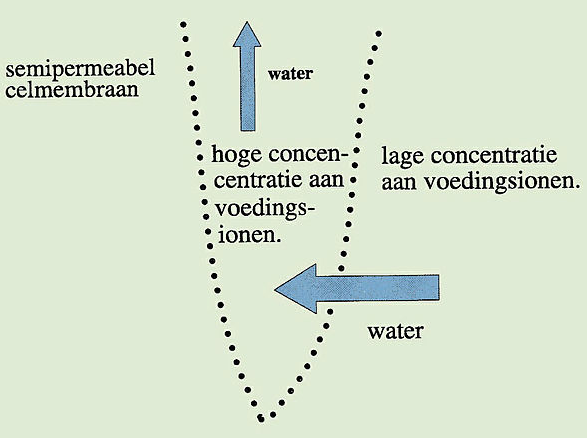 semipermeabel
celmembraan
water
hoge concen-
centratie aan
voedings-
ionen.
lage concentratie
aan voedingsionen.
water